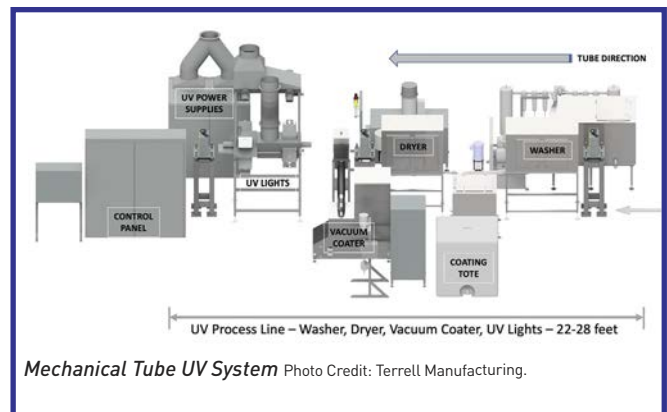 TUBE DIRECTION
UV POWER
SUPPLIES
DRYER
WASHER
UV LIGHTS
CONTROL
PANEL
VACUUM
COATER
COATING
TOTE
UV Process Line – Washer, Dryer, Vacuum Coater, UV Lights – 22-28 feet
Mechanical Tube UV System Photo Credit: Terrell Manufacturing.